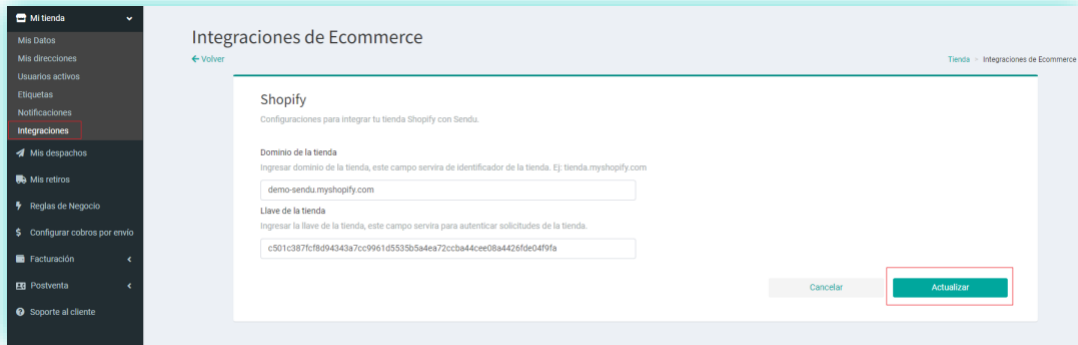 Mi tienda
Mis Datos
Mis direcciones
Usuarios activos
Etiquetas
Notificaciones
Integraciones
Mis despachos
Mis retiros
Reglas de Negocio
Configurar cobros por envío
Facturación
Postventa
Soporte al cliente
Integraciones de Ecommerce
Volver
Tienda > Integraciones de Ecommerce
Shopify
Configuraciones para integrar tu tienda Shopify con Sendu.
Dominio de la tienda
Ingresar dominio de la tienda, este campo servira de identificador de la tienda. Ej: tienda.myshopify.com
demo-sendu.myshopify.com
Llave de la tienda
Ingresar la llave de la tienda, este campo servira para autenticar solicitudes de la tienda.
c501c387fcf8d94343a7cc9961d5535b5a4ea72ccba44cee08a4426fde04f9fa
Cancelar
Actualizar